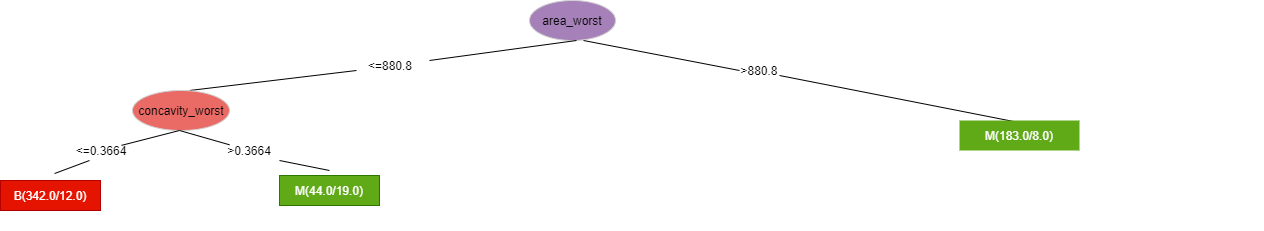 area_worst
<=880.8
>880.8
concavity_worst
M(183.0/8.0)
<=0.3664
>0.3664
B(342.0/12.0)
M(44.0/19.0)